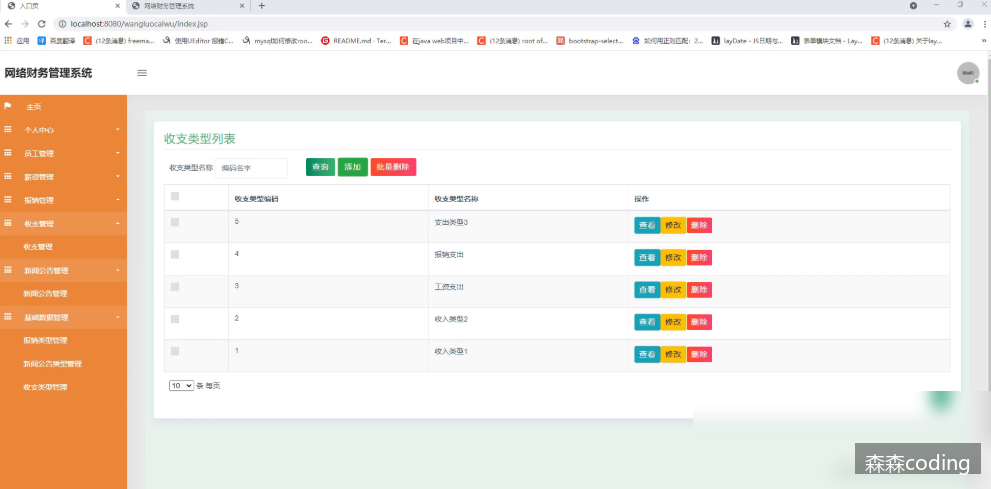 入口页
网络财务管理系统
localhost:8080/wangluocaiwu/index.jsp
应用
百度翻译
(12条消息) freema...
使用UEditor 报错C...
mysql如何修改roo...
README.md · Ter...
在java web项目中...
(12条消息) root of...
bootstrap-select...
如何用正则匹配：2...
layDate - JS日期与...
表单模块文档 - Lay...
(12条消息) 关于lay...
网络财务管理系统
主页
个人中心
员工管理
薪资管理
报销管理
收支管理
收支管理
新闻公告管理
新闻公告管理
基础数据管理
报销类型管理
新闻公告类型管理
收支类型管理
收支类型列表
收支类型名称 编码名字 查询 添加 批量删除
收支类型编码 收支类型名称 操作
5 支出类型3 查看 修改 删除
4 报销支出 查看 修改 删除
3 工资支出 查看 修改 删除
2 收入类型2 查看 修改 删除
1 收入类型1 查看 修改 删除
10 条 每页
森森coding